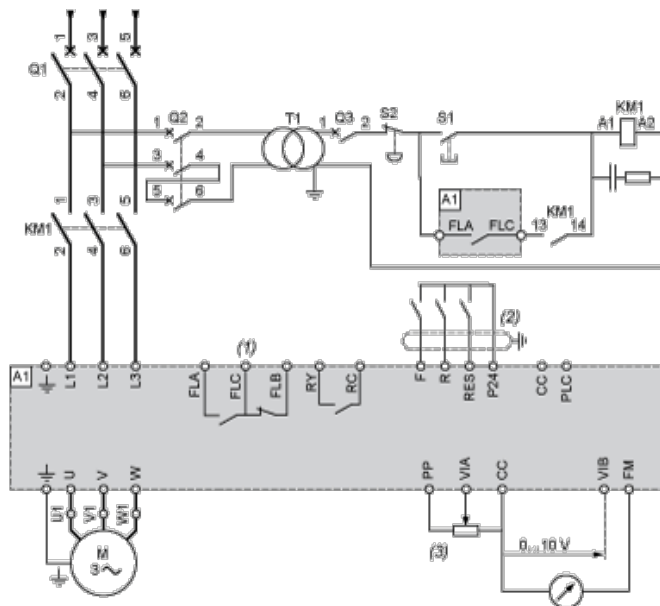 1 3 5
Q1
2 4 6
1 Q2 2
3 4
5 6
T1
1 Q3 2
S2
S1
KM1
A1 A2
A1
FLA FLC
KM1
13 14
1 3 5
KM1
2 4 6
(1)
(2)
A1
L1 L2 L3
FLA FLC FLB RY RC
F R RES P24 CC PLC
U V W
PP VIA CC VIB FM
U1 V1 W1
M
3
(3)
0...10 V